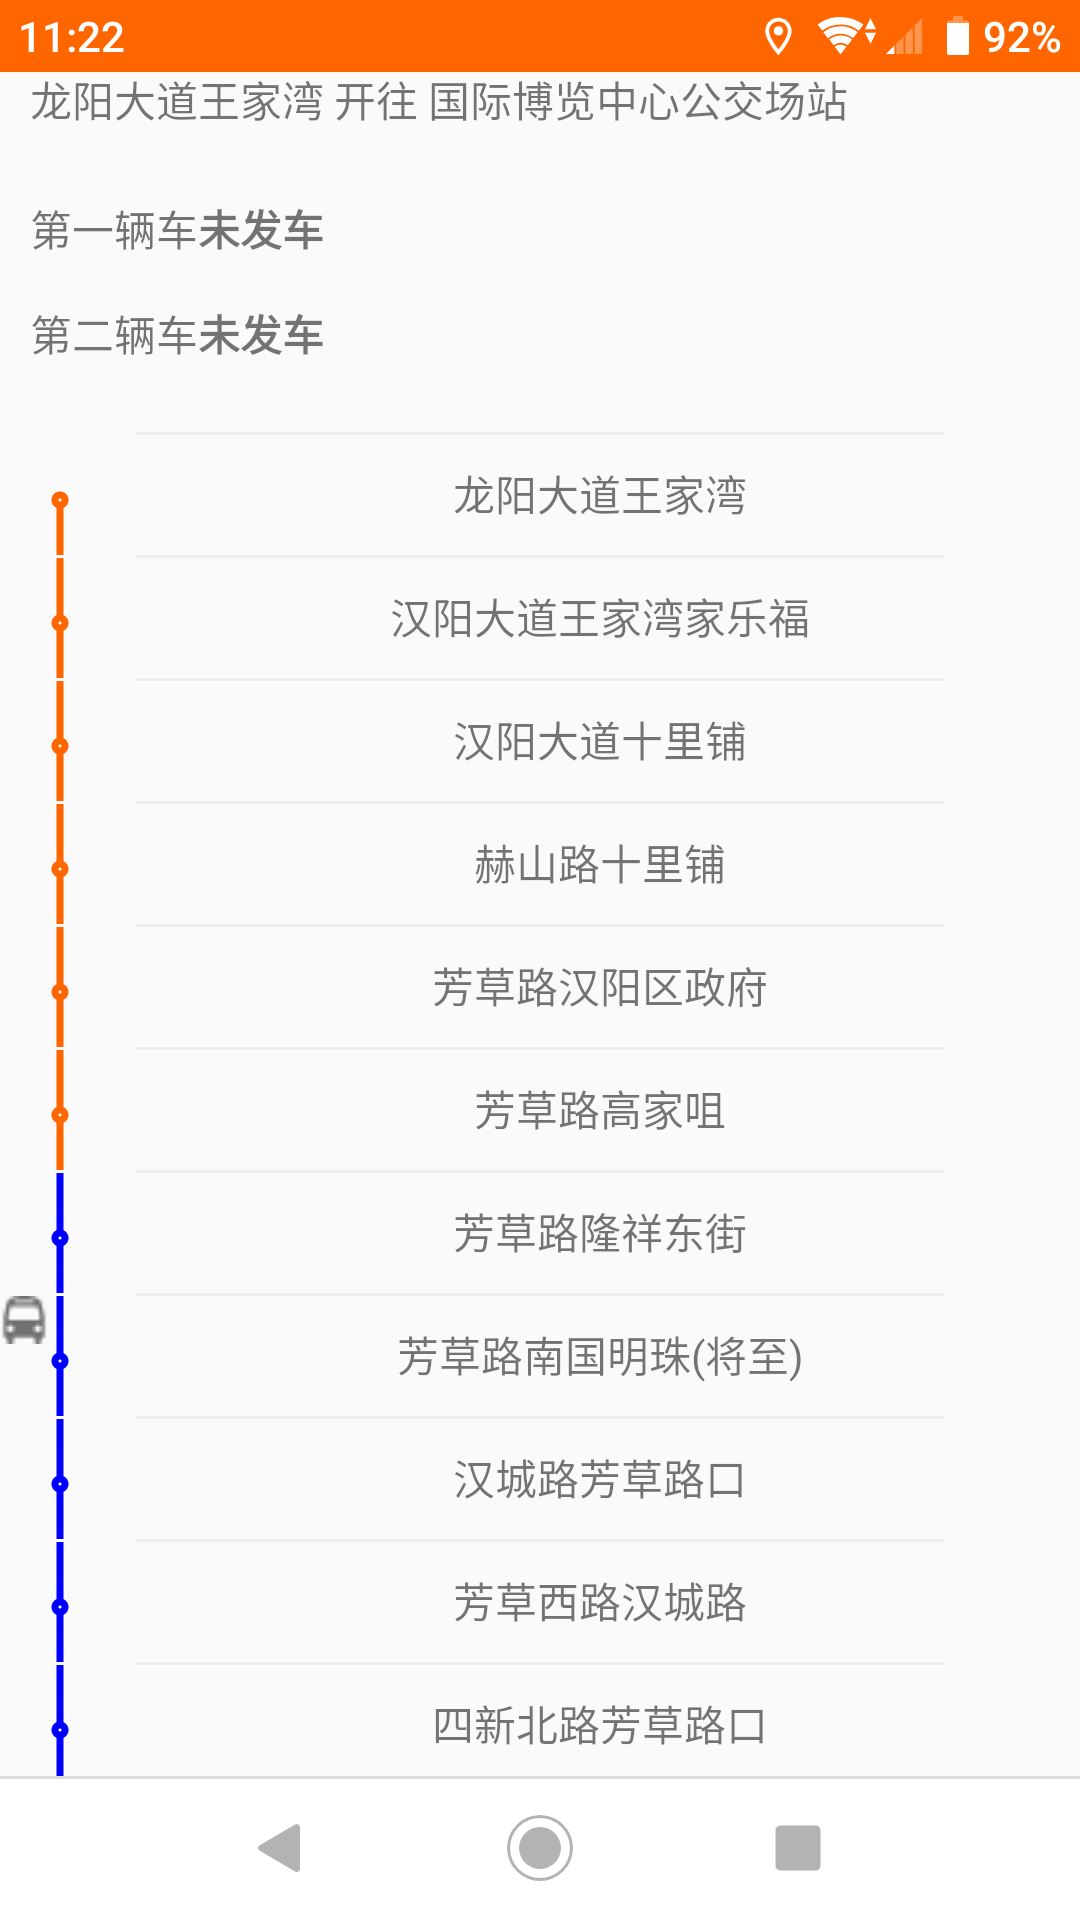 11:22 92%
龙阳大道王家湾 开往 国际博览中心公交场站
第一辆车未发车
第二辆车未发车
龙阳大道王家湾
汉阳大道王家湾家乐福
汉阳大道十里铺
赫山路十里铺
芳草路汉阳区政府
芳草路高家咀
芳草路隆祥东街
芳草路南国明珠(将至)
汉城路芳草路口
芳草西路汉城路
四新北路芳草路口